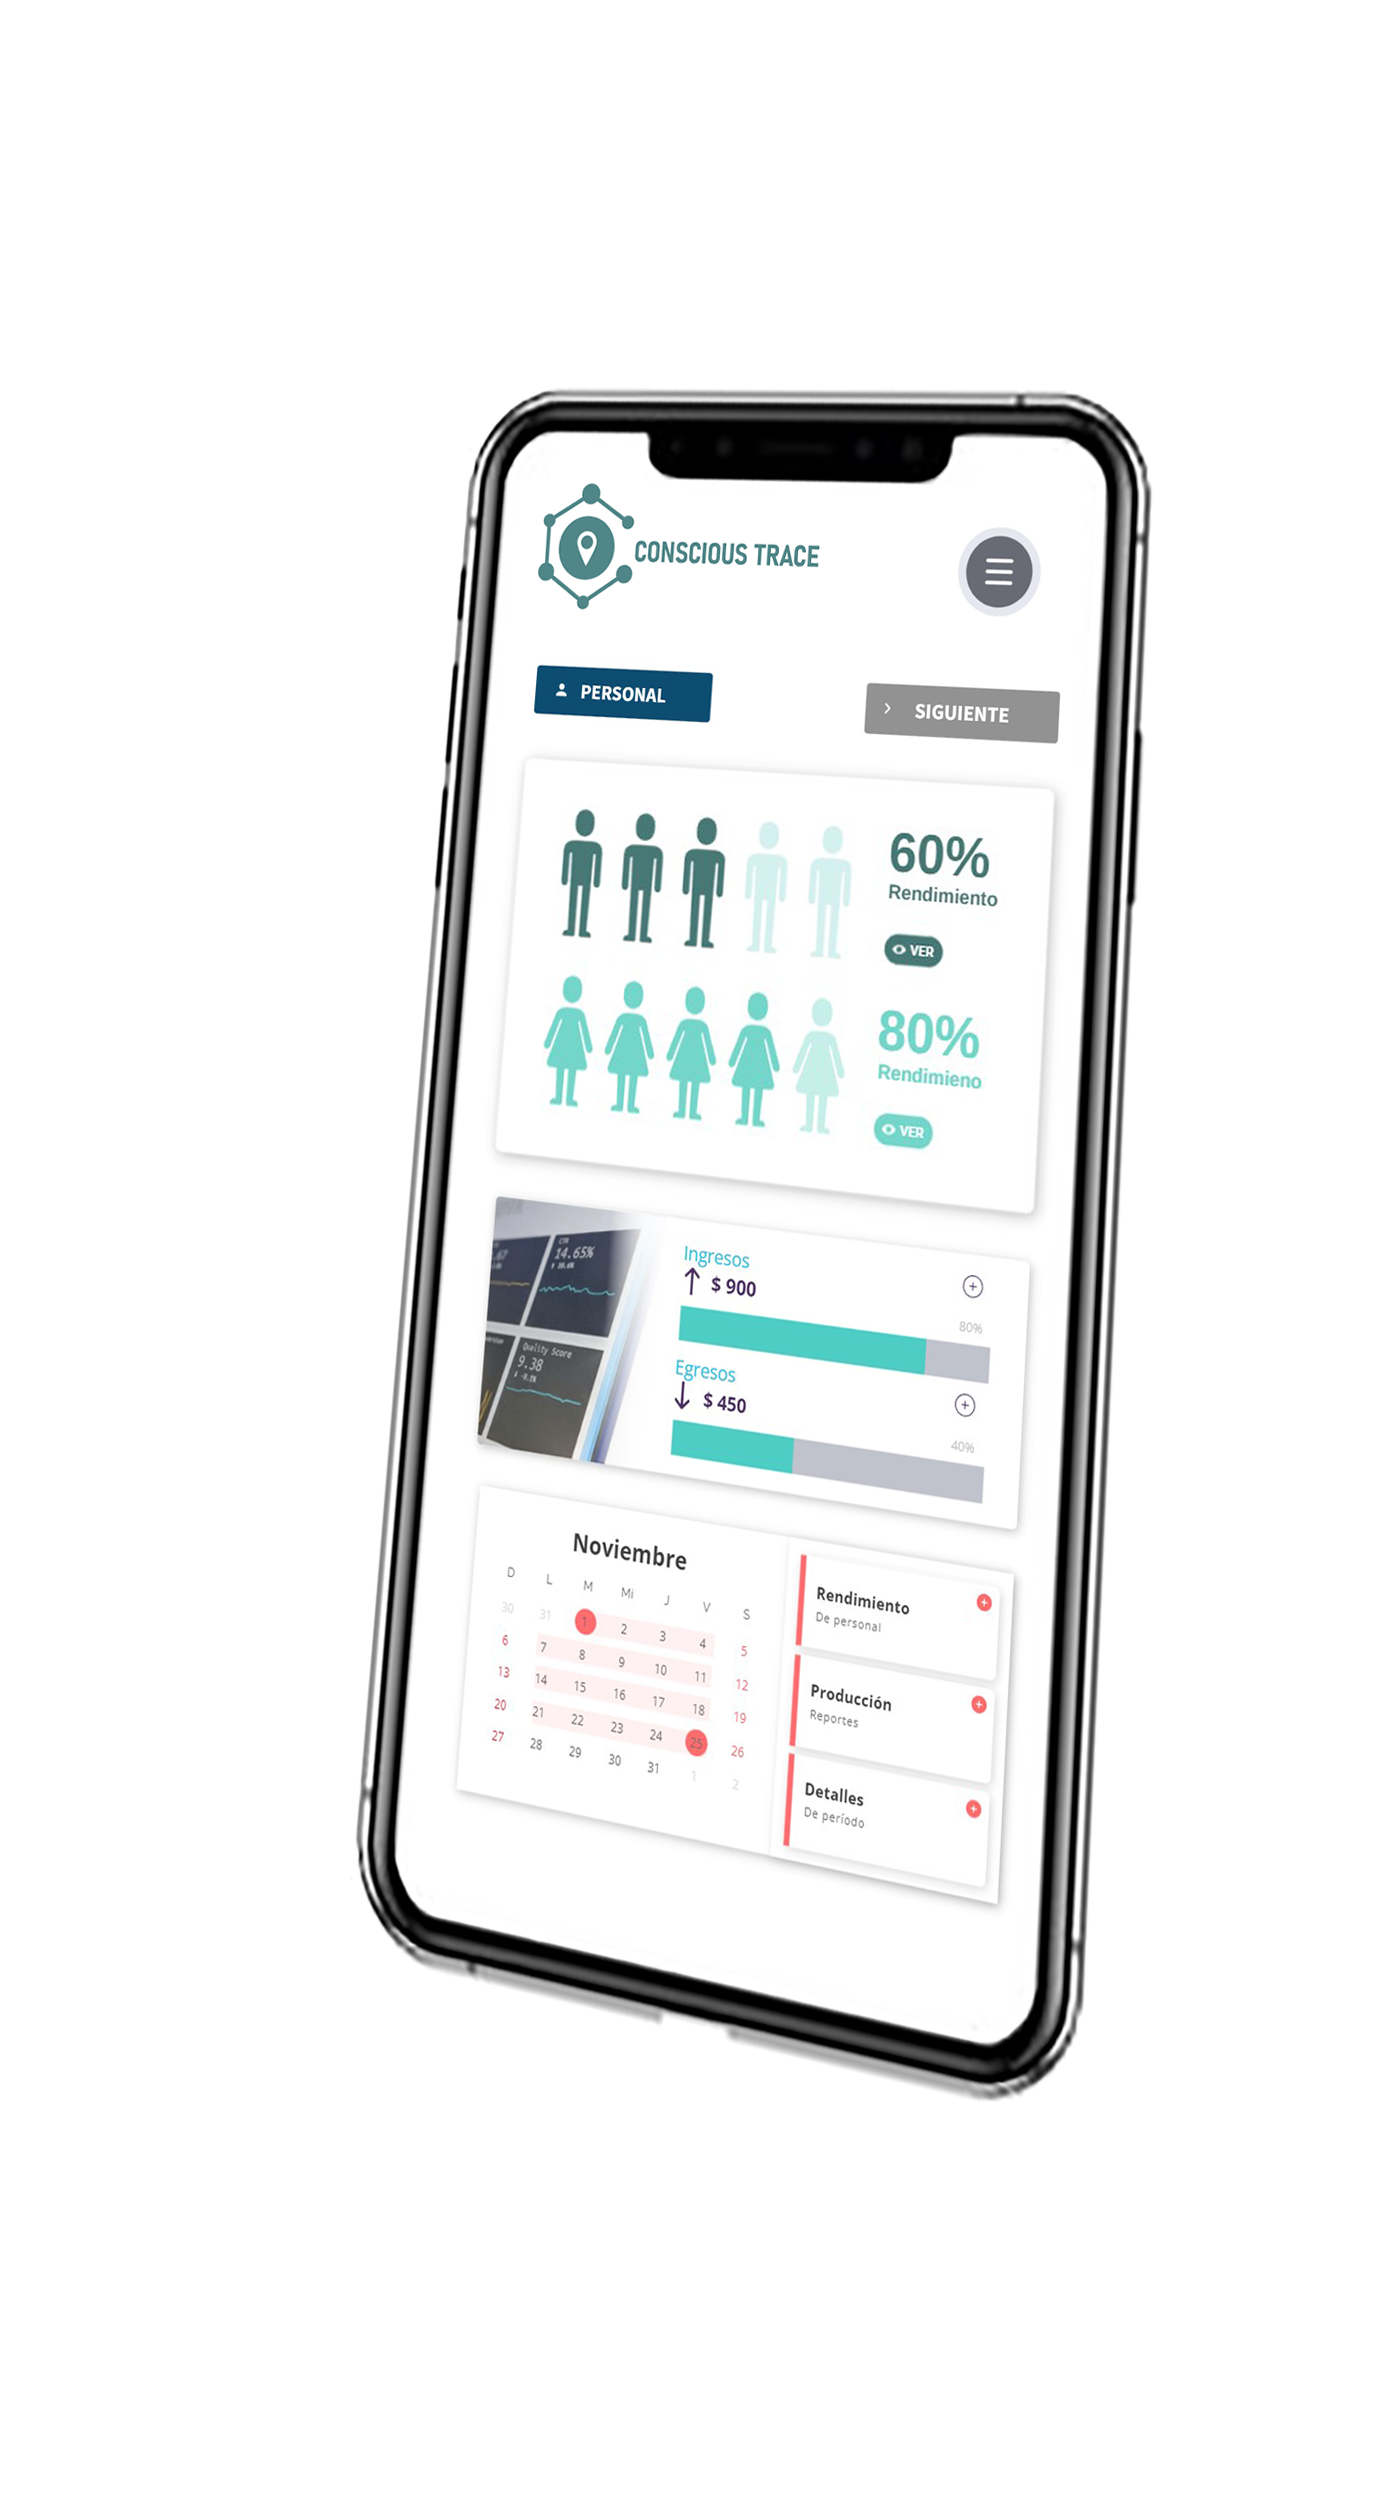 CONSCIOUS TRACE
PERSONAL
SIGUIENTE
60%
Rendimiento
VER
80%
Rendimieno
VER
CTR
14.65%
Quality Score
9.38
Ingresos
$ 900
80%
Egresos
$ 450
40%
Noviembre
D L M Mi J V S
30 31 1 2 3 4 5
6 7 8 9 10 11 12
13 14 15 16 17 18 19
20 21 22 23 24 25 26
27 28 29 30 31 1 2
Rendimiento
De personal
Producción
Reportes
Detalles
De período